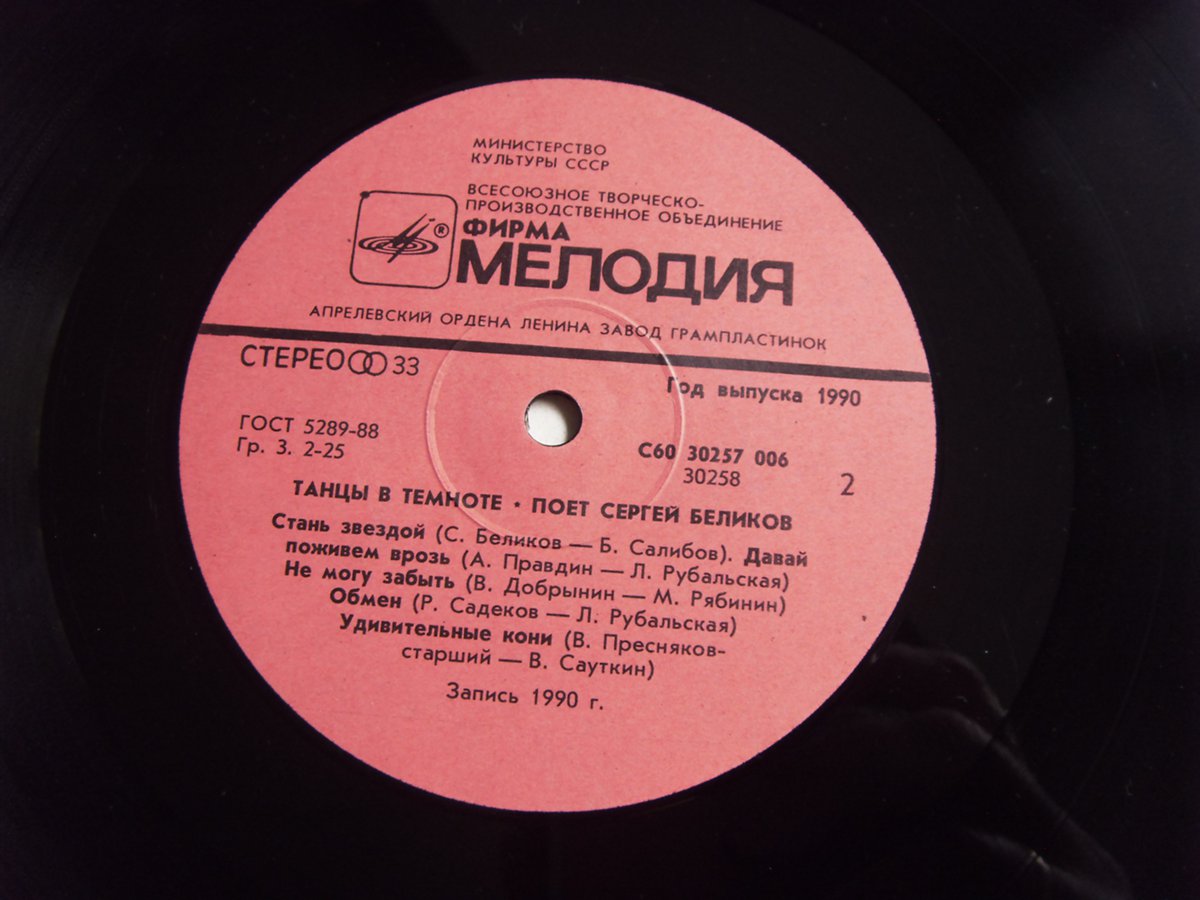 МИНИСТЕРСТВО
КУЛЬТУРЫ СССР
ВСЕСОЮЗНОЕ ТВОРЧЕСКО-
ПРОИЗВОДСТВЕННОЕ ОБЪЕДИНЕНИЕ
®
ФИРМА
МЕЛОДИЯ
АПРЕЛЕВСКИЙ ОРДЕНА ЛЕНИНА ЗАВОД ГРАМПЛАСТИНОК
СТЕРЕО 33
Год выпуска 1990
ГОСТ 5289-88
Гр. 3. 2-25
С60 30257 006
30258
2
ТАНЦЫ В ТЕМНОТЕ • ПОЕТ СЕРГЕЙ БЕЛИКОВ
Стань звездой (С. Беликов — Б. Салибов). Давай
поживем врозь (А. Правдин — Л. Рубальская)
Не могу забыть (В. Добрынин — М. Рябинин)
Обмен (Р. Садеков — Л. Рубальская)
Удивительные кони (В. Пресняков-
старший — В. Сауткин)
Запись 1990 г.